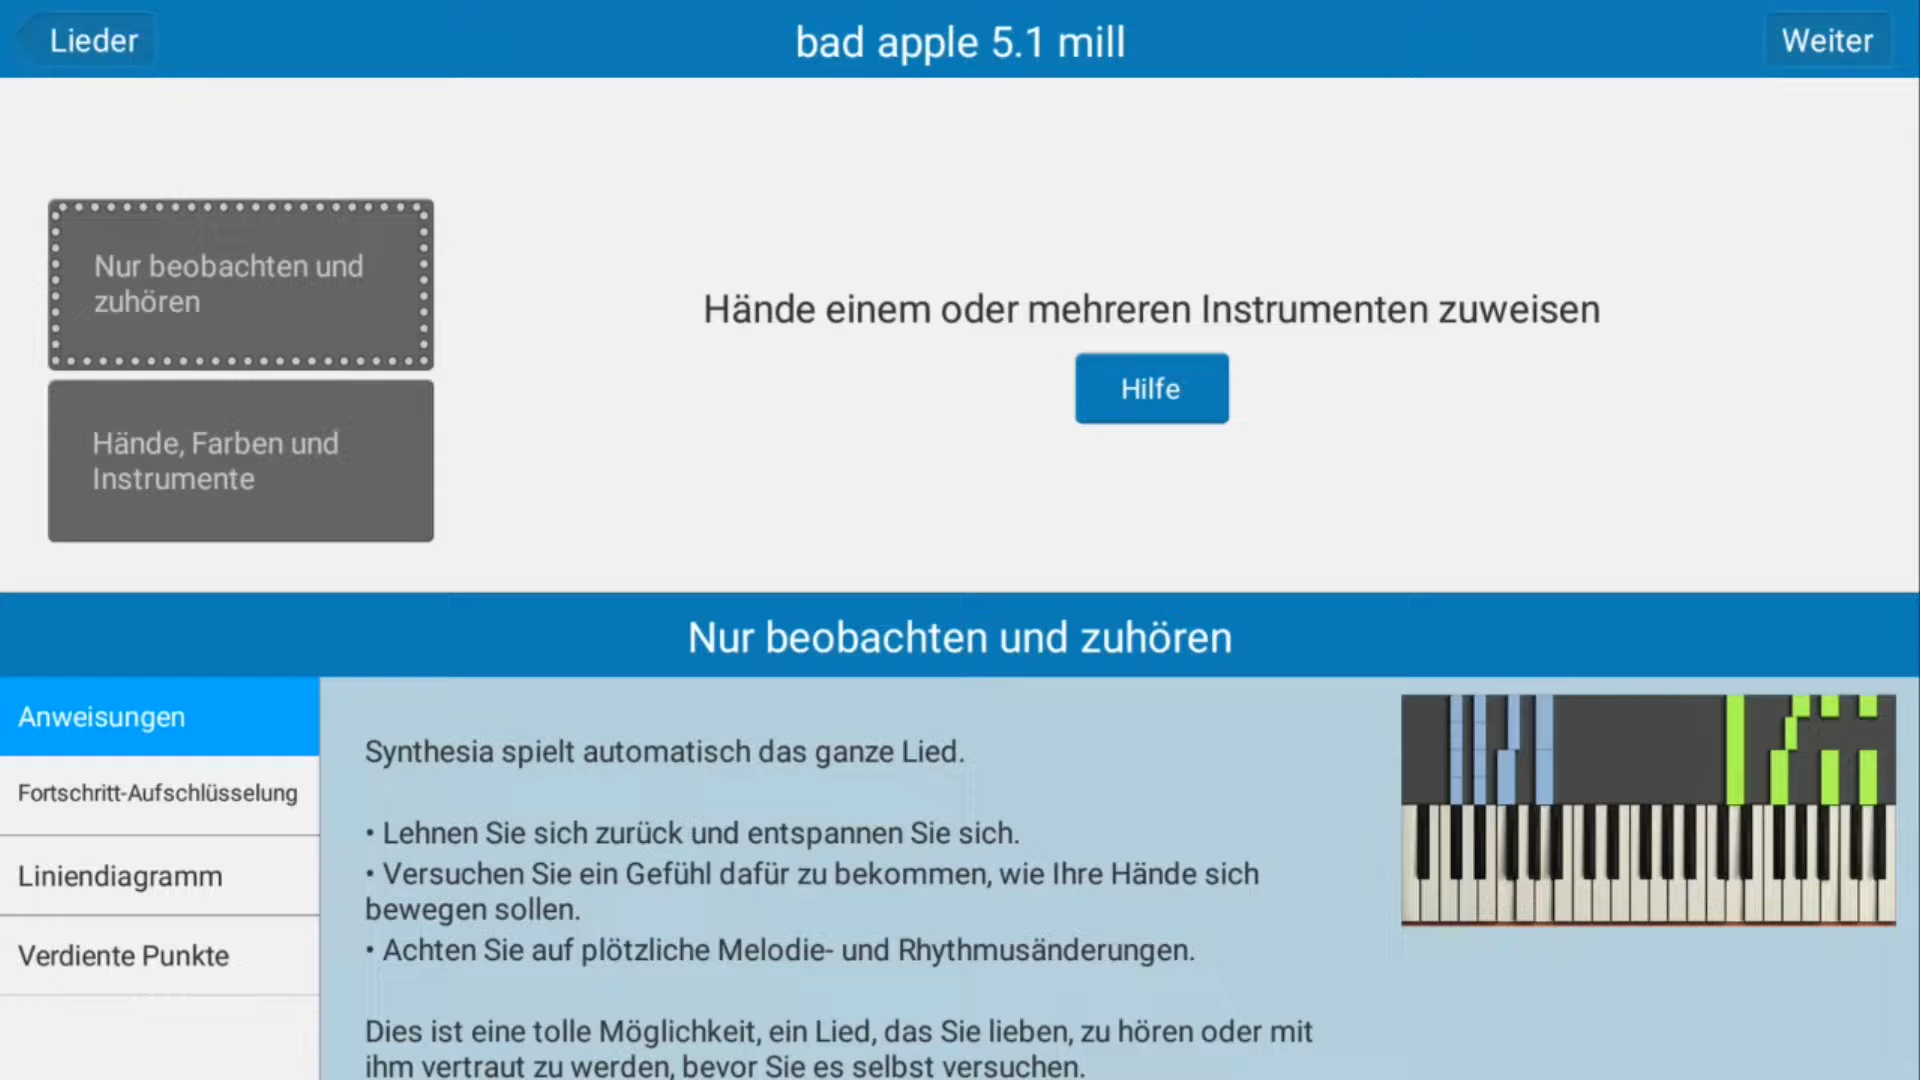 Lieder
bad apple 5.1 mill
Weiter
Nur beobachten und
zuhören
Hände, Farben und
Instrumente
Hände einem oder mehreren Instrumenten zuweisen
Hilfe
Nur beobachten und zuhören
Anweisungen
Fortschritt-Aufschlüsselung
Liniendiagramm
Verdiente Punkte
Synthesia spielt automatisch das ganze Lied.
• Lehnen Sie sich zurück und entspannen Sie sich.
• Versuchen Sie ein Gefühl dafür zu bekommen, wie Ihre Hände sich
bewegen sollen.
• Achten Sie auf plötzliche Melodie- und Rhythmusänderungen.
Dies ist eine tolle Möglichkeit, ein Lied, das Sie lieben, zu hören oder mit
ihm vertraut zu werden, bevor Sie es selbst versuchen.